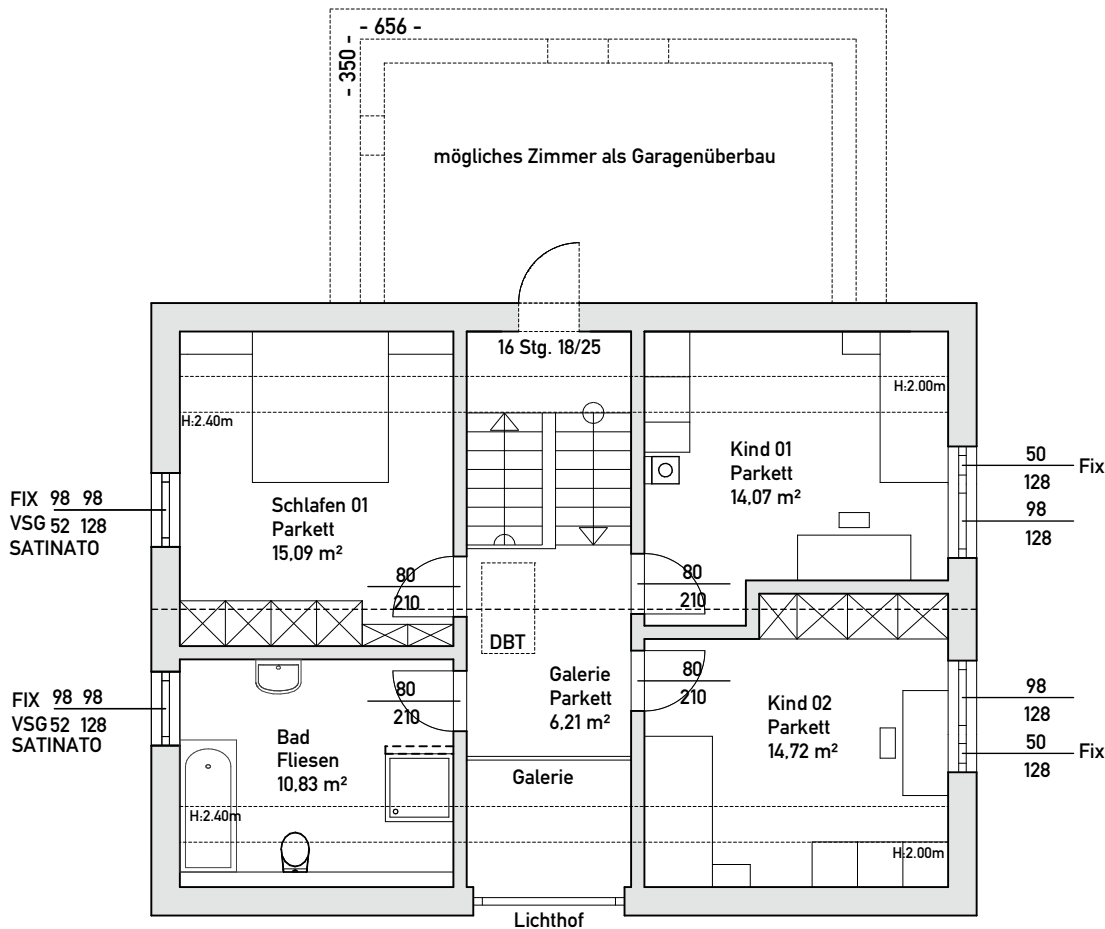 - 656 -
- 350 -
mögliches Zimmer als Garagenüberbau
16 Stg. 18/25
H:2.00m
H:2.40m
Kind 01
Parkett
14,07 m²
50
128
Fix
98
128
FIX 98 98
VSG 52 128
SATINATO
Schlafen 01
Parkett
15,09 m²
80
210
80
210
DBT
Galerie
Parkett
6,21 m²
80
210
80
210
FIX 98 98
VSG 52 128
SATINATO
Bad
Fliesen
10,83 m²
Kind 02
Parkett
14,72 m²
98
128
50
128
Fix
Galerie
H:2.40m
H:2.00m
Lichthof